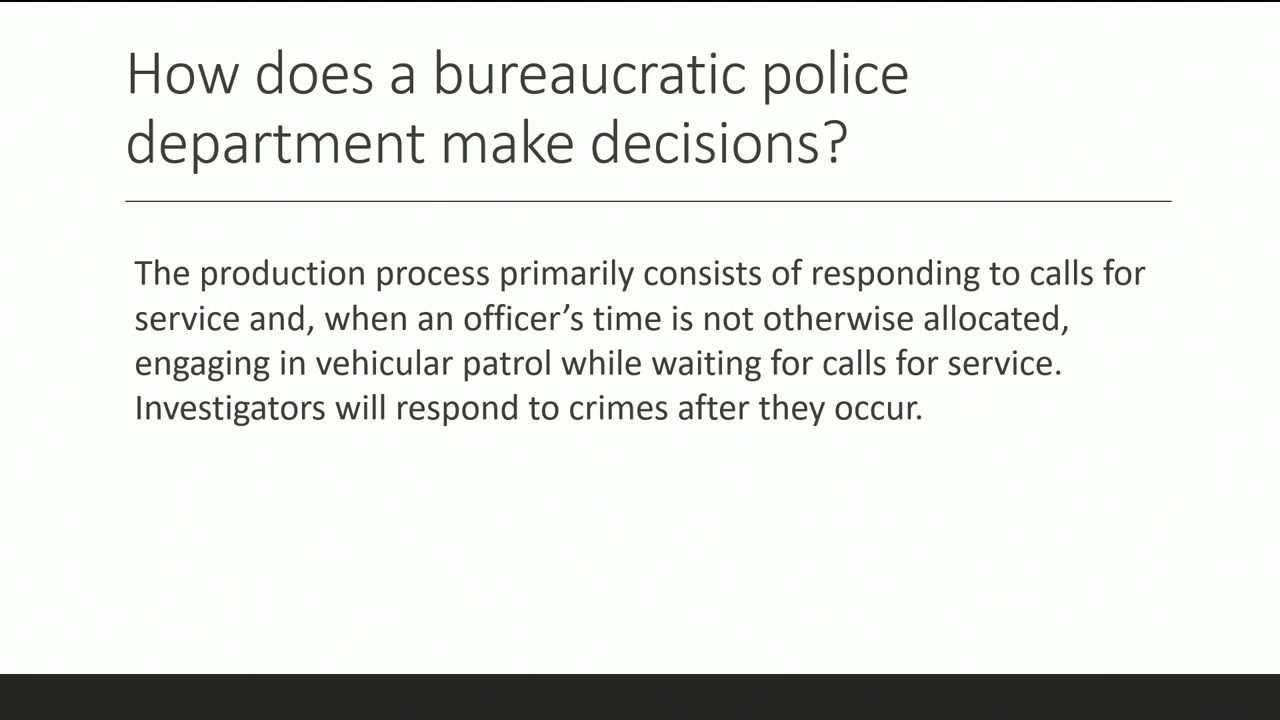 How does a bureaucratic police
department make decisions?
The production process primarily consists of responding to calls for
service and, when an officer’s time is not otherwise allocated,
engaging in vehicular patrol while waiting for calls for service.
Investigators will respond to crimes after they occur.